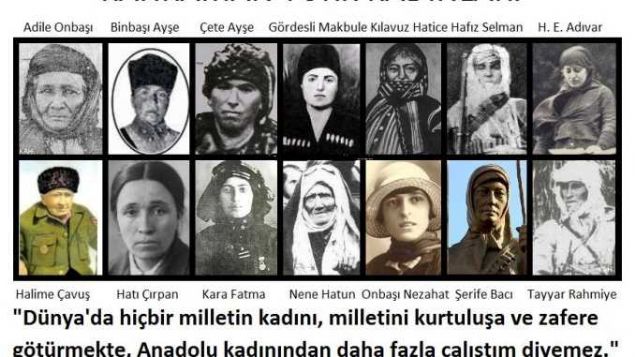 Adile Onbaşı Binbaşı Ayşe Çete Ayşe Gördesli Makbule Kılavuz Hatice Hafız Selman H. E. Adıvar
Halime Çavuş Hatı Çırpan Kara Fatma Nene Hatun Onbaşı Nezahat Şerife Bacı Tayyar Rahmiye
"Dünya'da hiçbir milletin kadını, milletini kurtuluşa ve zafere
götürmekte, Anadolu kadınından daha fazla çalıştım diyemez."